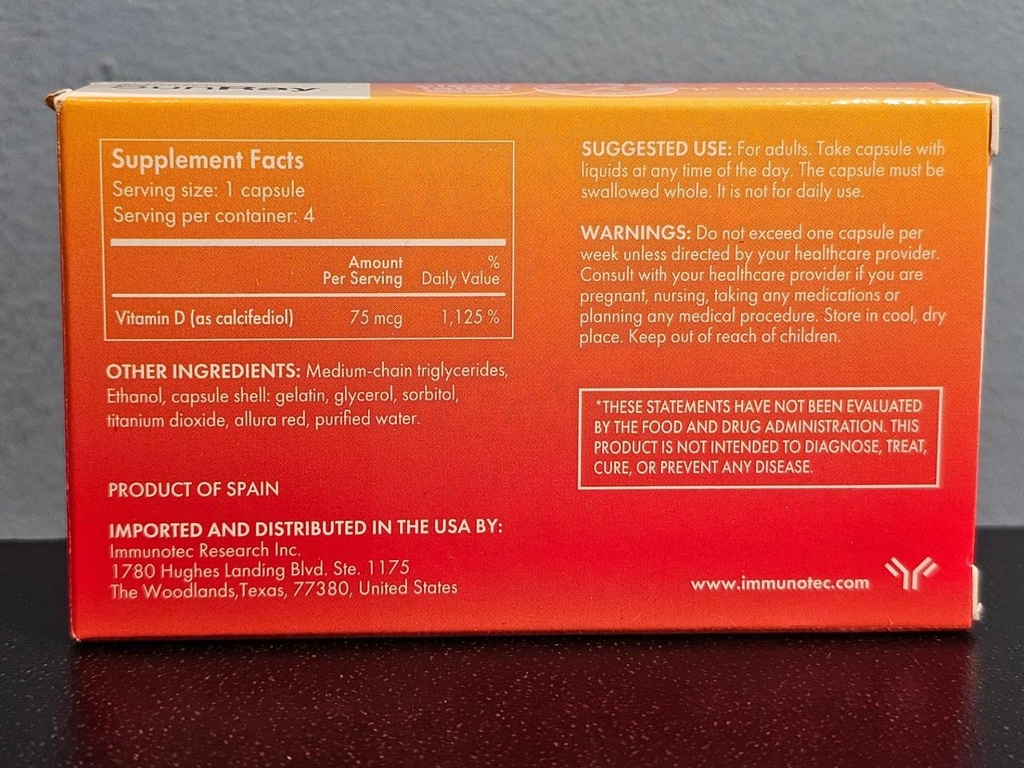 SunRay
Supplement Facts
Serving size: 1 capsule
Serving per container: 4
Amount Per Serving
% Daily Value
Vitamin D (as calcifediol) 75 mcg 1,125 %
OTHER INGREDIENTS: Medium-chain triglycerides,
Ethanol, capsule shell: gelatin, glycerol, sorbitol,
titanium dioxide, allura red, purified water.
PRODUCT OF SPAIN
IMPORTED AND DISTRIBUTED IN THE USA BY:
Immunotec Research Inc.
1780 Hughes Landing Blvd. Ste. 1175
The Woodlands,Texas, 77380, United States
SUGGESTED USE: For adults. Take capsule with
liquids at any time of the day. The capsule must be
swallowed whole. It is not for daily use.
WARNINGS: Do not exceed one capsule per
week unless directed by your healthcare provider.
Consult with your healthcare provider if you are
pregnant, nursing, taking any medications or
planning any medical procedure. Store in cool, dry
place. Keep out of reach of children.
*THESE STATEMENTS HAVE NOT BEEN EVALUATED
BY THE FOOD AND DRUG ADMINISTRATION. THIS
PRODUCT IS NOT INTENDED TO DIAGNOSE, TREAT,
CURE, OR PREVENT ANY DISEASE.
www.immunotec.com